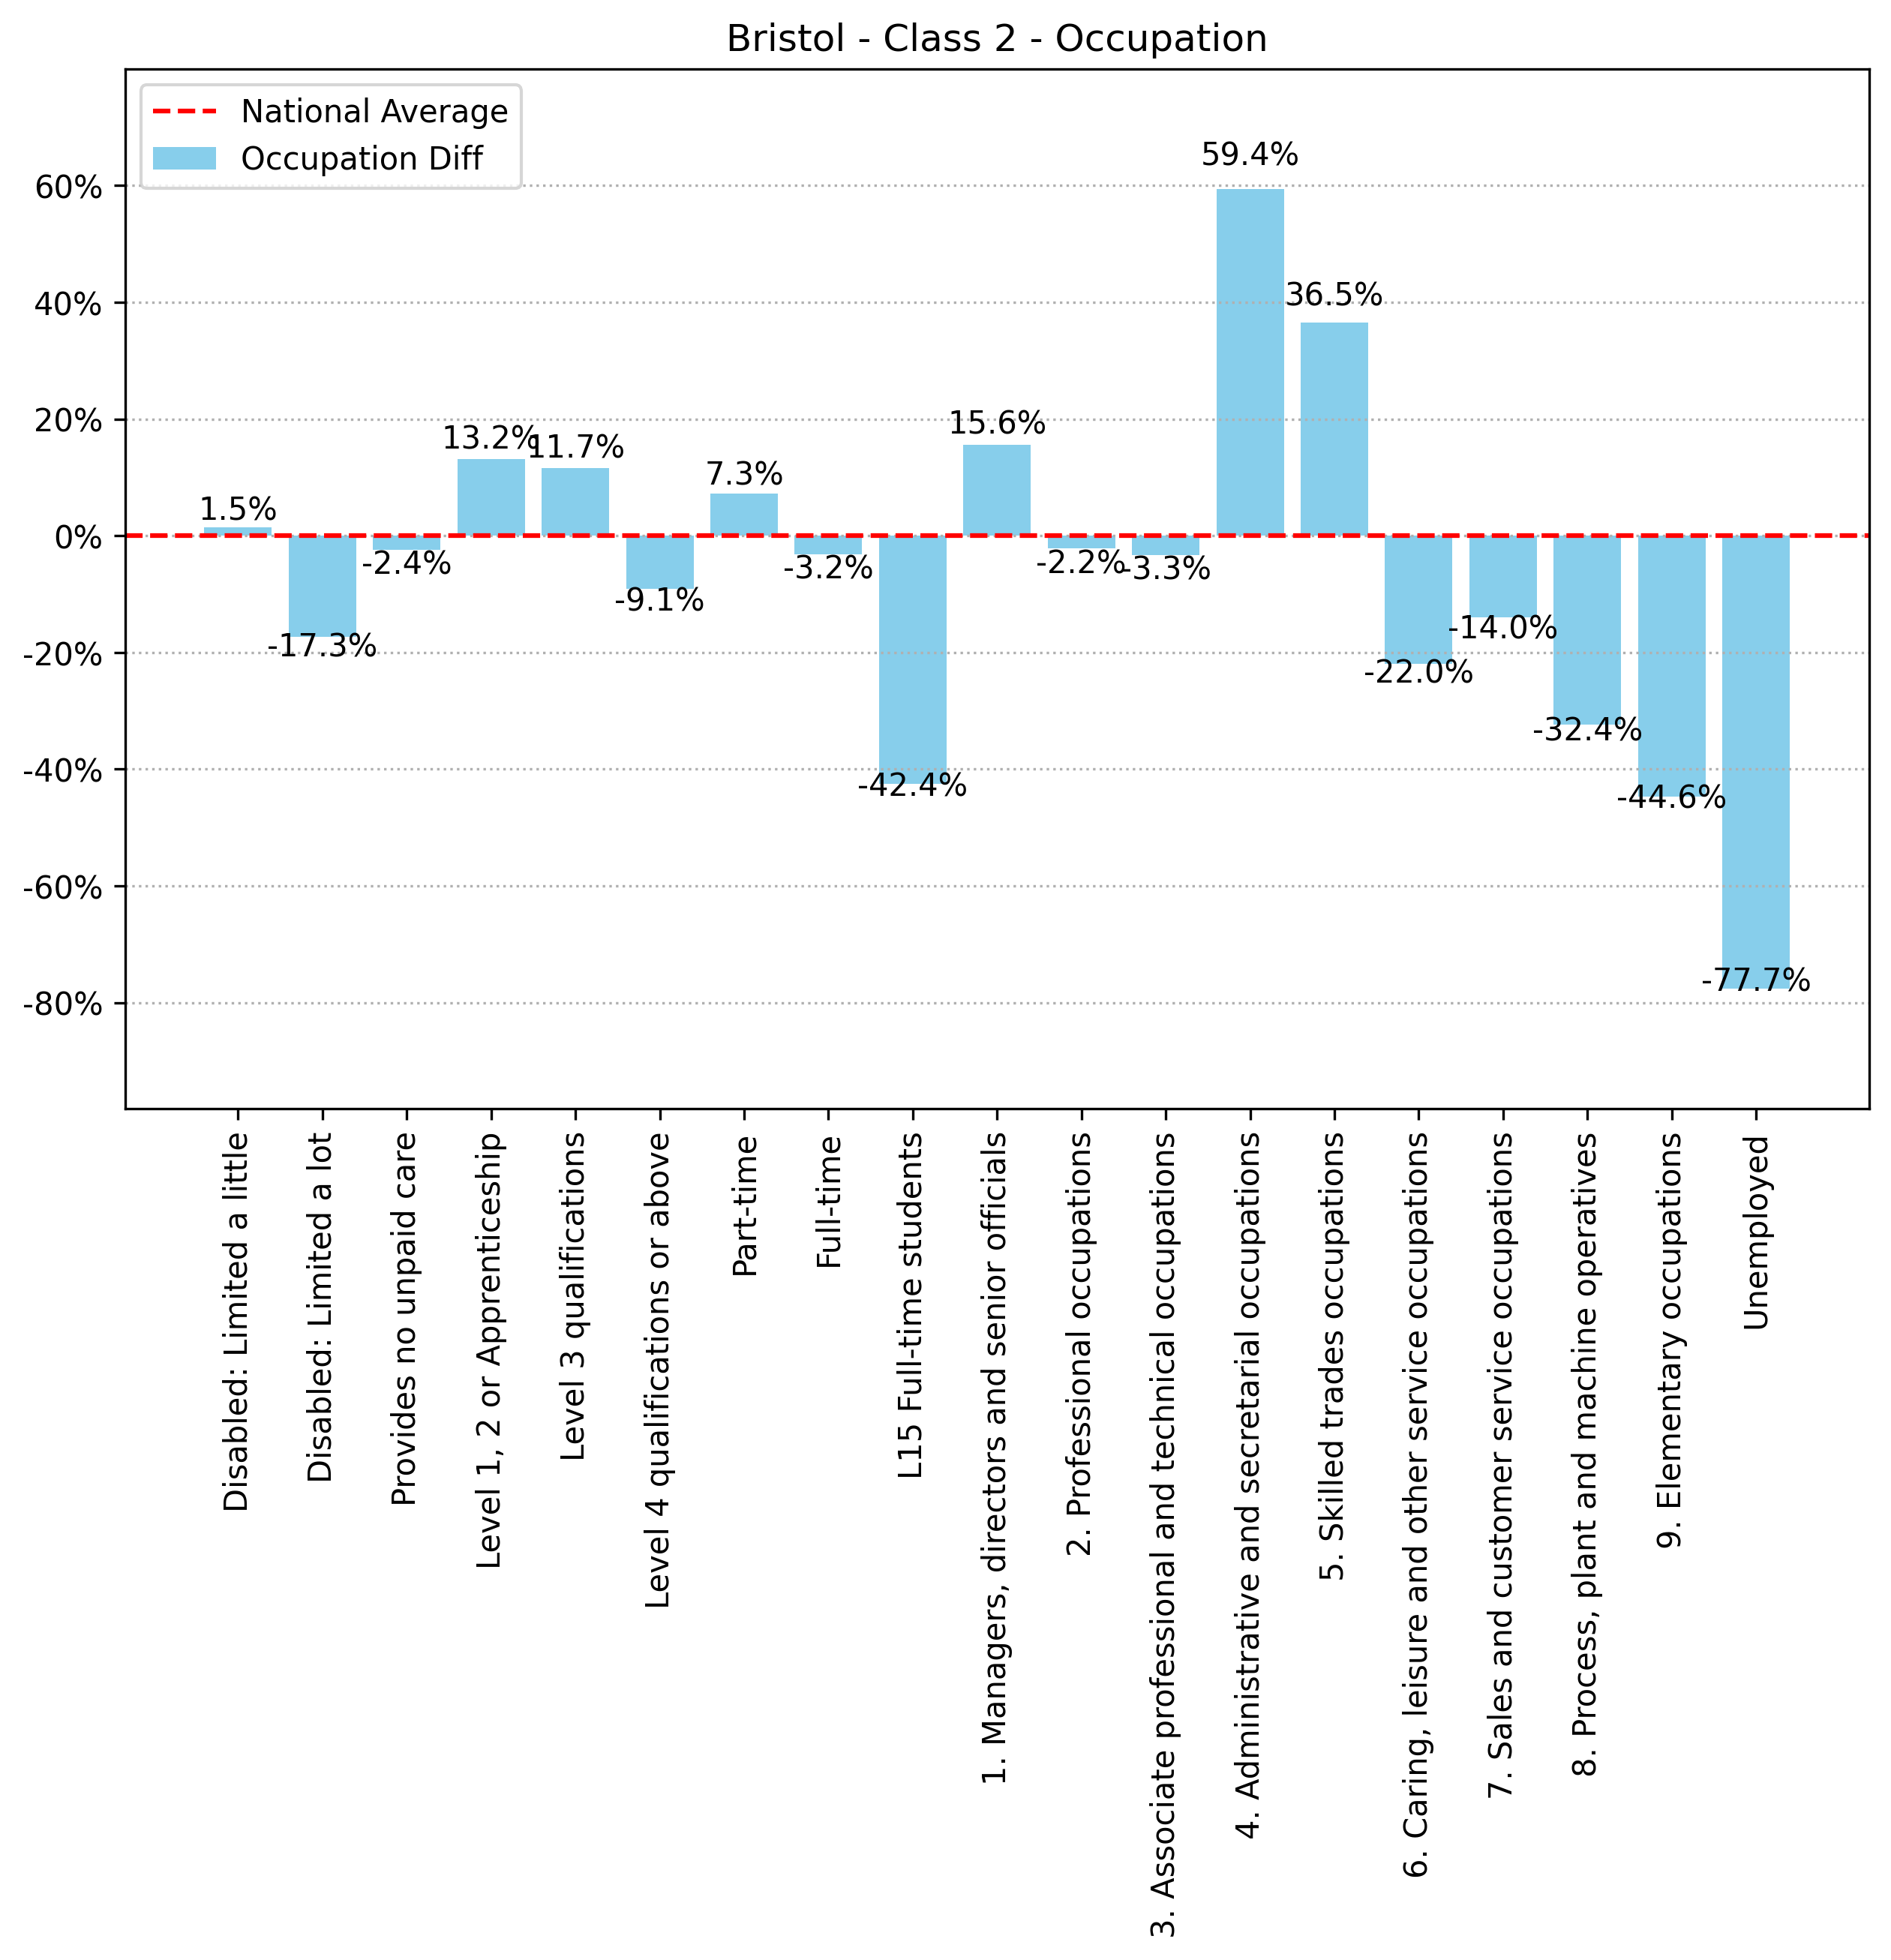 Bristol - Class 2 - Occupation
National Average
Occupation Diff
60%
40%
20%
0%
-20%
-40%
-60%
-80%
1.5%
-17.3%
-2.4%
13.2%
11.7%
-9.1%
7.3%
-3.2%
-42.4%
15.6%
-2.2%
-3.3%
59.4%
36.5%
-22.0%
-14.0%
-32.4%
-44.6%
-77.7%
Disabled: Limited a little
Disabled: Limited a lot
Provides no unpaid care
Level 1, 2 or Apprenticeship
Level 3 qualifications
Level 4 qualifications or above
Part-time
Full-time
L15 Full-time students
1. Managers, directors and senior officials
2. Professional occupations
3. Associate professional and technical occupations
4. Administrative and secretarial occupations
5. Skilled trades occupations
6. Caring, leisure and other service occupations
7. Sales and customer service occupations
8. Process, plant and machine operatives
9. Elementary occupations
Unemployed